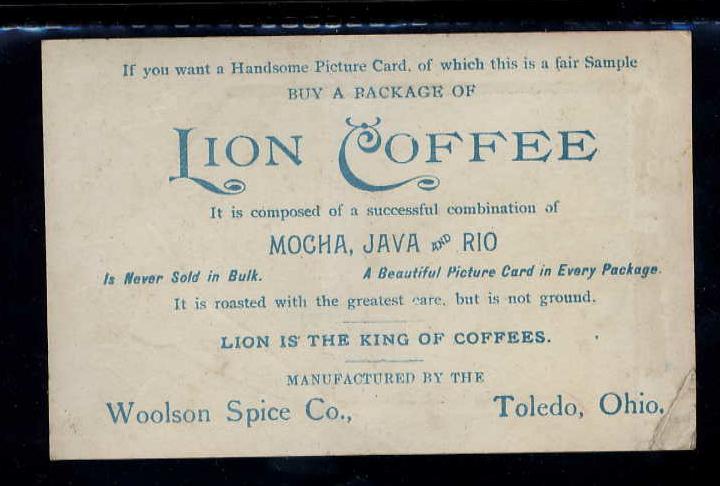 If you want a Handsome Picture Card, of which this is a fair Sample
BUY A PACKAGE OF
LION COFFEE
It is composed of a successful combination of
MOCHA, JAVA AND RIO
Is Never Sold in Bulk. A Beautiful Picture Card in Every Package.
It is roasted with the greatest care, but is not ground.
LION IS THE KING OF COFFEES.
MANUFACTURED BY THE
Woolson Spice Co., Toledo, Ohio.